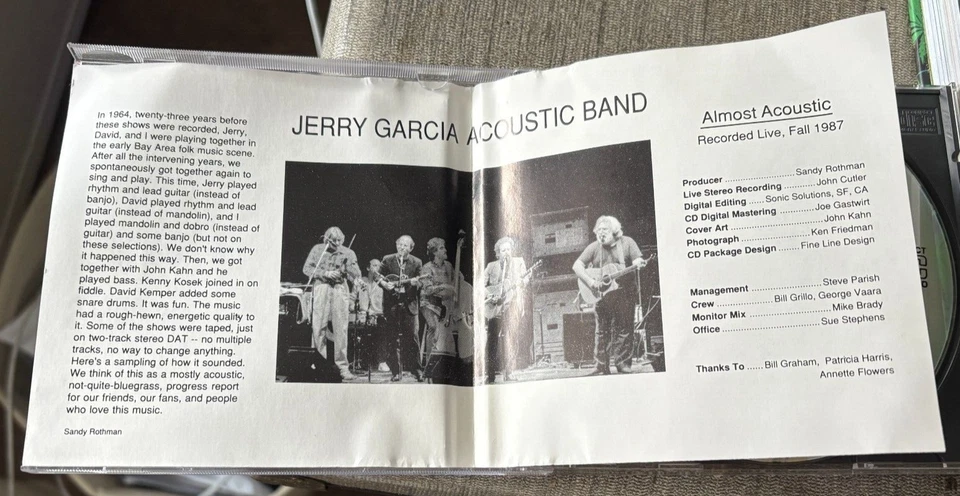 In 1964, twenty-three years before
these shows were recorded, Jerry,
David, and I were playing together in
the early Bay Area folk music scene.
After all the intervening years, we
spontaneously got together again to
sing and play. This time, Jerry played
rhythm and lead guitar (instead of
banjo), David played rhythm and lead
guitar (instead of mandolin), and I
played mandolin and dobro (instead of
guitar) and some banjo (but not on
these selections). We don't know why
it happened this way. Then, we got
together with John Kahn and he
played bass. Kenny Kosek joined in on
fiddle. David Kemper added some
snare drums. It was fun. The music
had a rough-hewn, energetic quality to
it. Some of the shows were taped, just
on two-track stereo DAT -- no multiple
tracks, no way to change anything.
Here's a sampling of how it sounded.
We think of this as a mostly acoustic,
not-quite-bluegrass, progress report
for our friends, our fans, and people
who love this music.
Sandy Rothman
JERRY GARCIA ACOUSTIC BAND
Almost Acoustic
Recorded Live, Fall 1987
Producer ........................Sandy Rothman
Live Stereo Recording ..........John Cutler
Digital Editing .....Sonic Solutions, SF, CA
CD Digital Mastering ...........Joe Gastwirt
Cover Art ............................John Kahn
Photograph ......................Ken Friedman
CD Package Design .......Fine Line Design
Management .......................Steve Parish
Crew ...............Bill Grillo, George Vaara
Monitor Mix .........................Mike Brady
Office ..............................Sue Stephens
Thanks To ......Bill Graham, Patricia Harris,
Annette Flowers